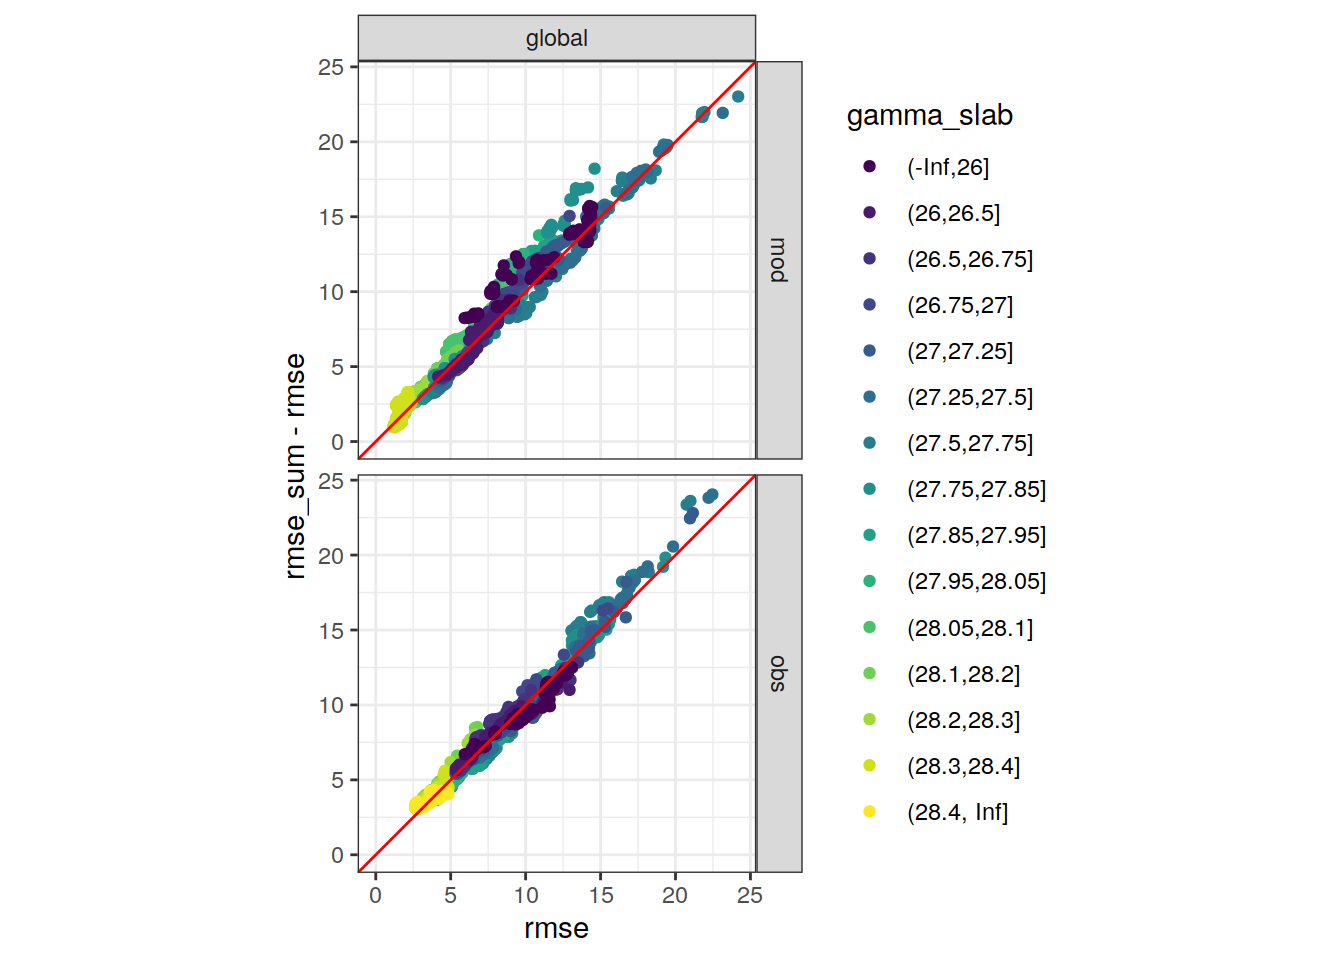 global
25
20
15
10
5
0
mod
25
20
15
10
5
0
obs
0 5 10 15 20 25
rmse
rmse_sum - rmse
gamma_slab
(-Inf,26]
(26,26.5]
(26.5,26.75]
(26.75,27]
(27,27.25]
(27.25,27.5]
(27.5,27.75]
(27.75,27.85]
(27.85,27.95]
(27.95,28.05]
(28.05,28.1]
(28.1,28.2]
(28.2,28.3]
(28.3,28.4]
(28.4, Inf]